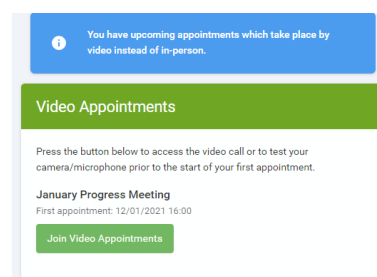 You have upcoming appointments which take place by
video instead of in-person.
Video Appointments
Press the button below to access the video call or to test your
camera/microphone prior to the start of your first appointment.
January Progress Meeting
First appointment: 12/01/2021 16:00
Join Video Appointments